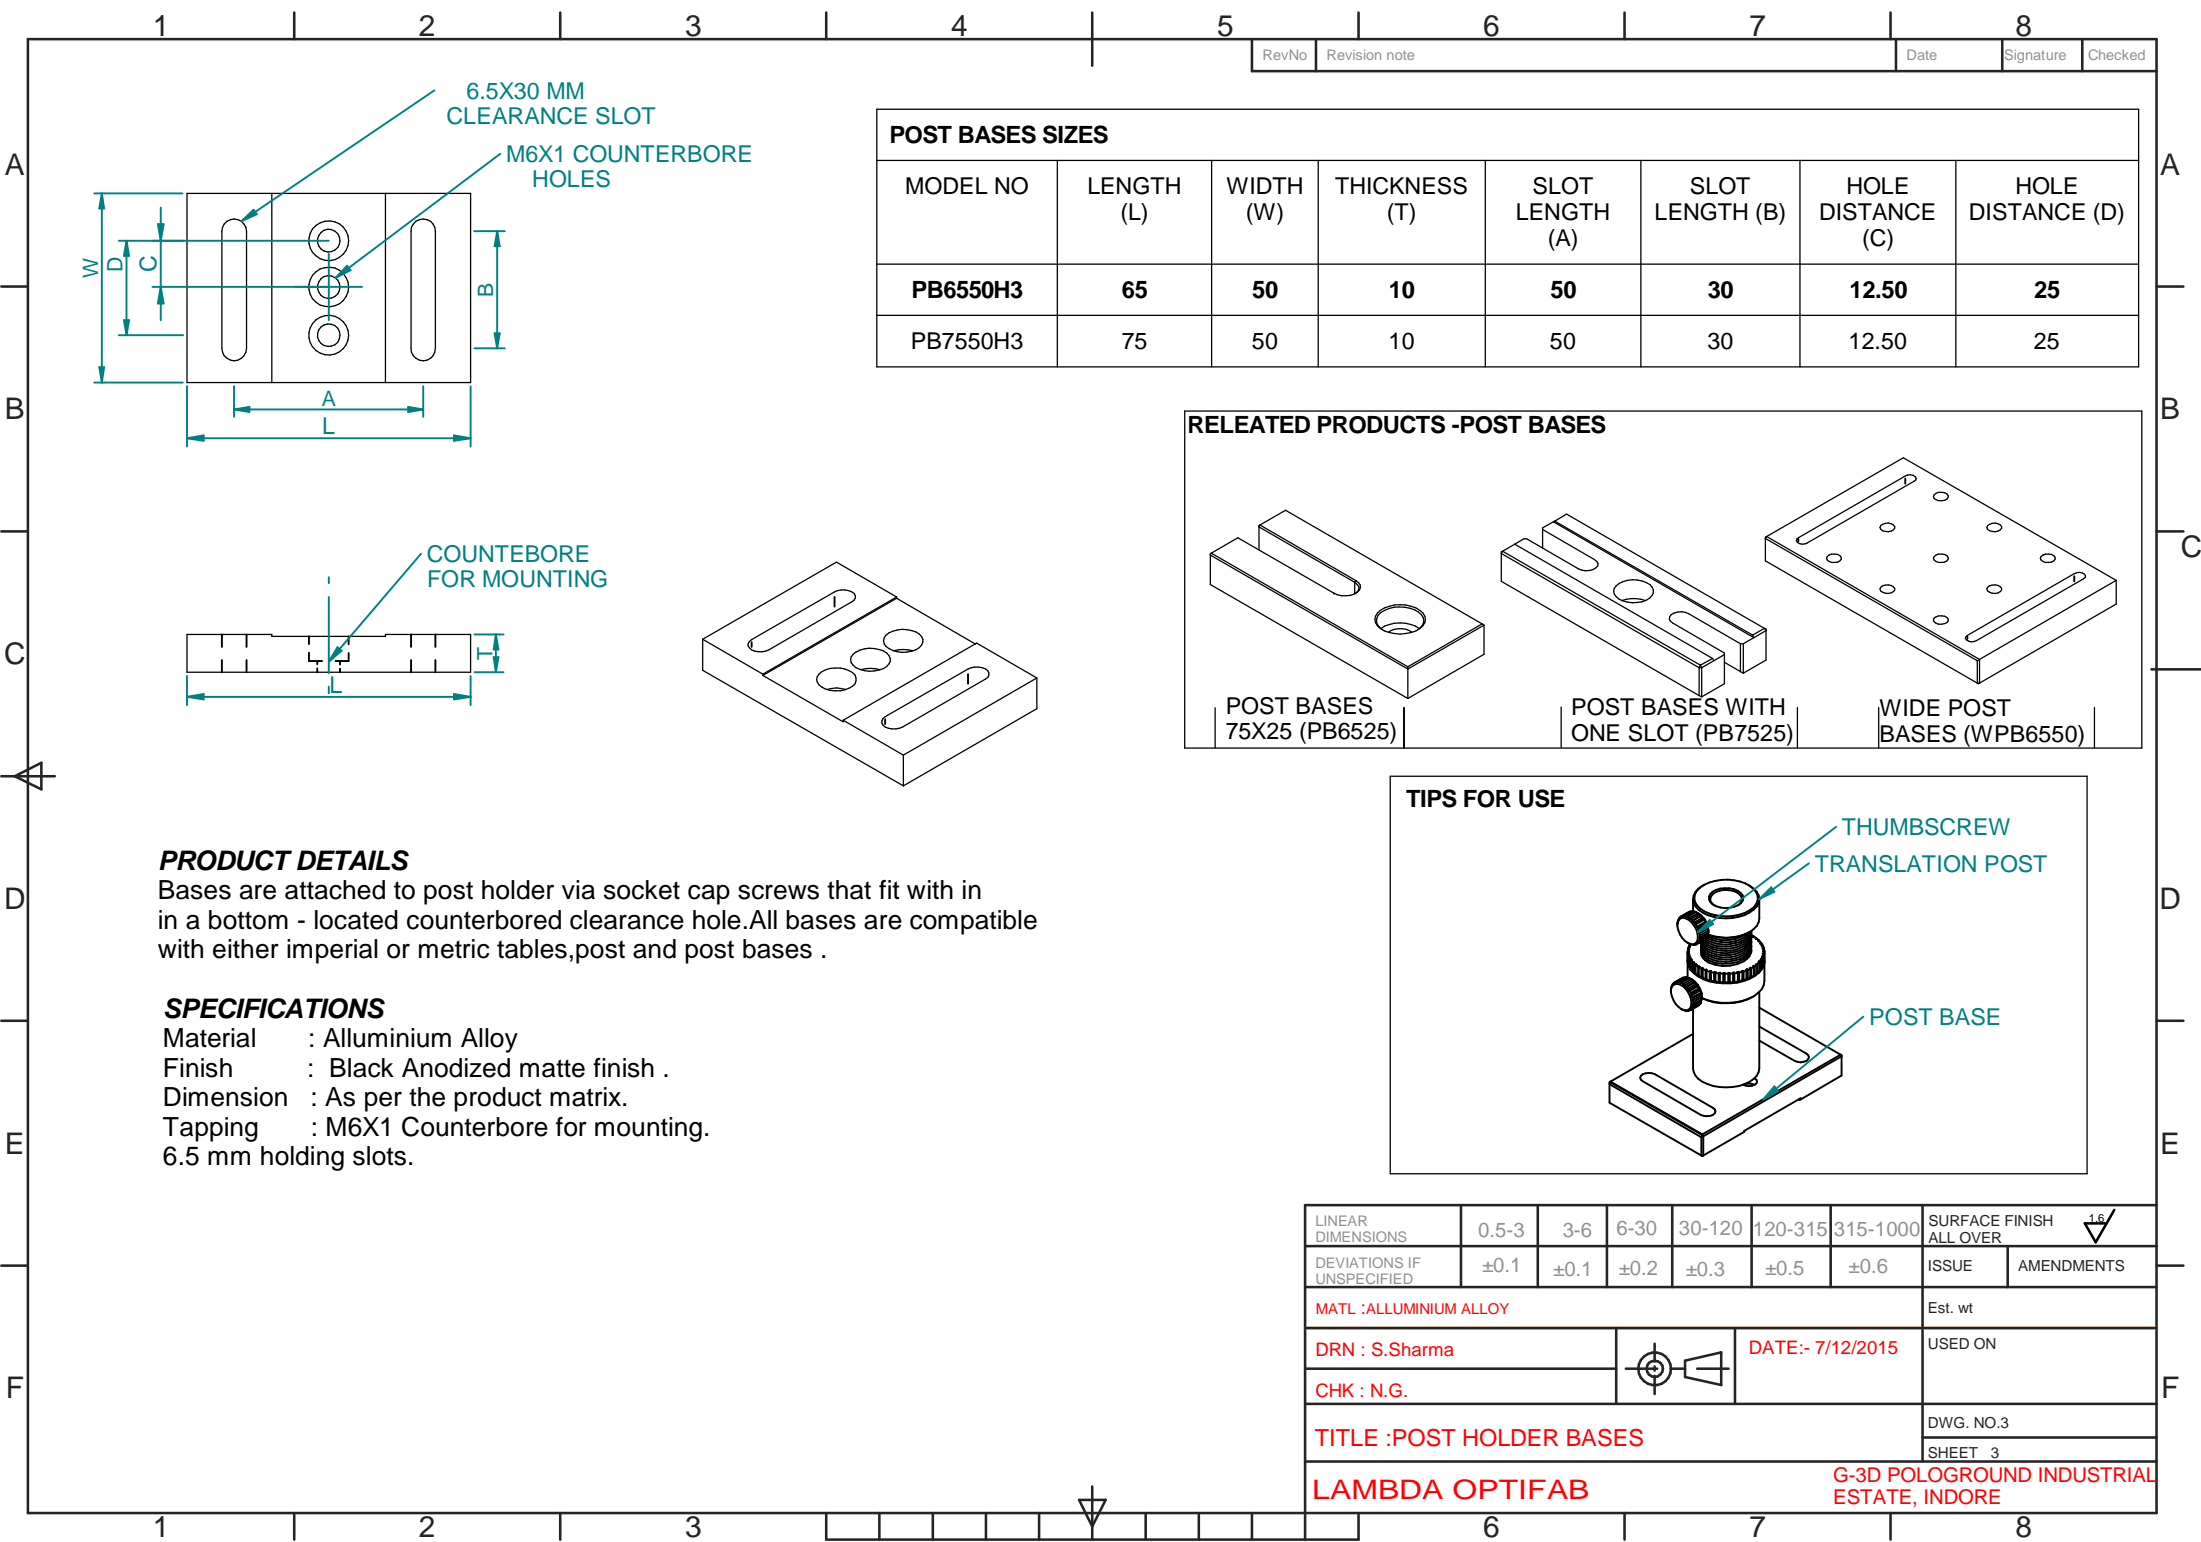 1 2 3 4 5 6 7 8
RevNo Revision note Date Signature Checked
A A
B B
C C
D D
E E
F F
6.5X30 MM
CLEARANCE SLOT
M6X1 COUNTERBORE
HOLES
W D C B
A
L
POST BASES SIZES
MODEL NO LENGTH (L) WIDTH (W) THICKNESS (T) SLOT LENGTH (A) SLOT LENGTH (B) HOLE DISTANCE (C) HOLE DISTANCE (D)
PB6550H3 65 50 10 50 30 12.50 25
PB7550H3 75 50 10 50 30 12.50 25
COUNTEBORE
FOR MOUNTING
T
L
RELEATED PRODUCTS -POST BASES
POST BASES
75X25 (PB6525)
POST BASES WITH
ONE SLOT (PB7525)
WIDE POST
BASES (WPB6550)
TIPS FOR USE
THUMBSCREW
TRANSLATION POST
POST BASE
PRODUCT DETAILS
Bases are attached to post holder via socket cap screws that fit with in
in a bottom - located counterbored clearance hole.All bases are compatible
with either imperial or metric tables,post and post bases .
SPECIFICATIONS
Material : Alluminium Alloy
Finish : Black Anodized matte finish .
Dimension : As per the product matrix.
Tapping : M6X1 Counterbore for mounting.
6.5 mm holding slots.
LINEAR DIMENSIONS 0.5-3 3-6 6-30 30-120 120-315 315-1000
SURFACE FINISH
ALL OVER
1.6
DEVIATIONS IF UNSPECIFIED ±0.1 ±0.1 ±0.2 ±0.3 ±0.5 ±0.6
ISSUE AMENDMENTS
MATL :ALLUMINIUM ALLOY
Est. wt
DRN : S.Sharma
DATE:- 7/12/2015
USED ON
CHK : N.G.
TITLE :POST HOLDER BASES
DWG. NO.3
SHEET 3
LAMBDA OPTIFAB
G-3D POLOGROUND INDUSTRIAL
ESTATE, INDORE
1 2 3 6 7 8